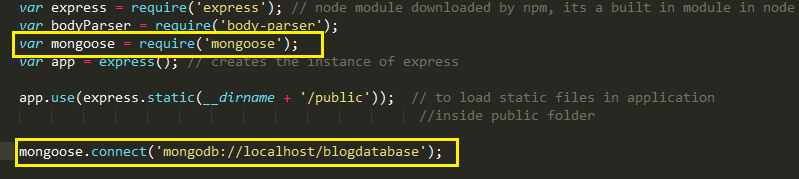 var express = require('express'); // node module downloaded by npm, its a built in module in node
var bodyParser = require('body-parser');
var mongoose = require('mongoose');
var app = express(); // creates the instance of express
app.use(express.static(__dirname + '/public'));  // to load static files in application
//inside public folder
mongoose.connect('mongodb://localhost/blogdatabase');